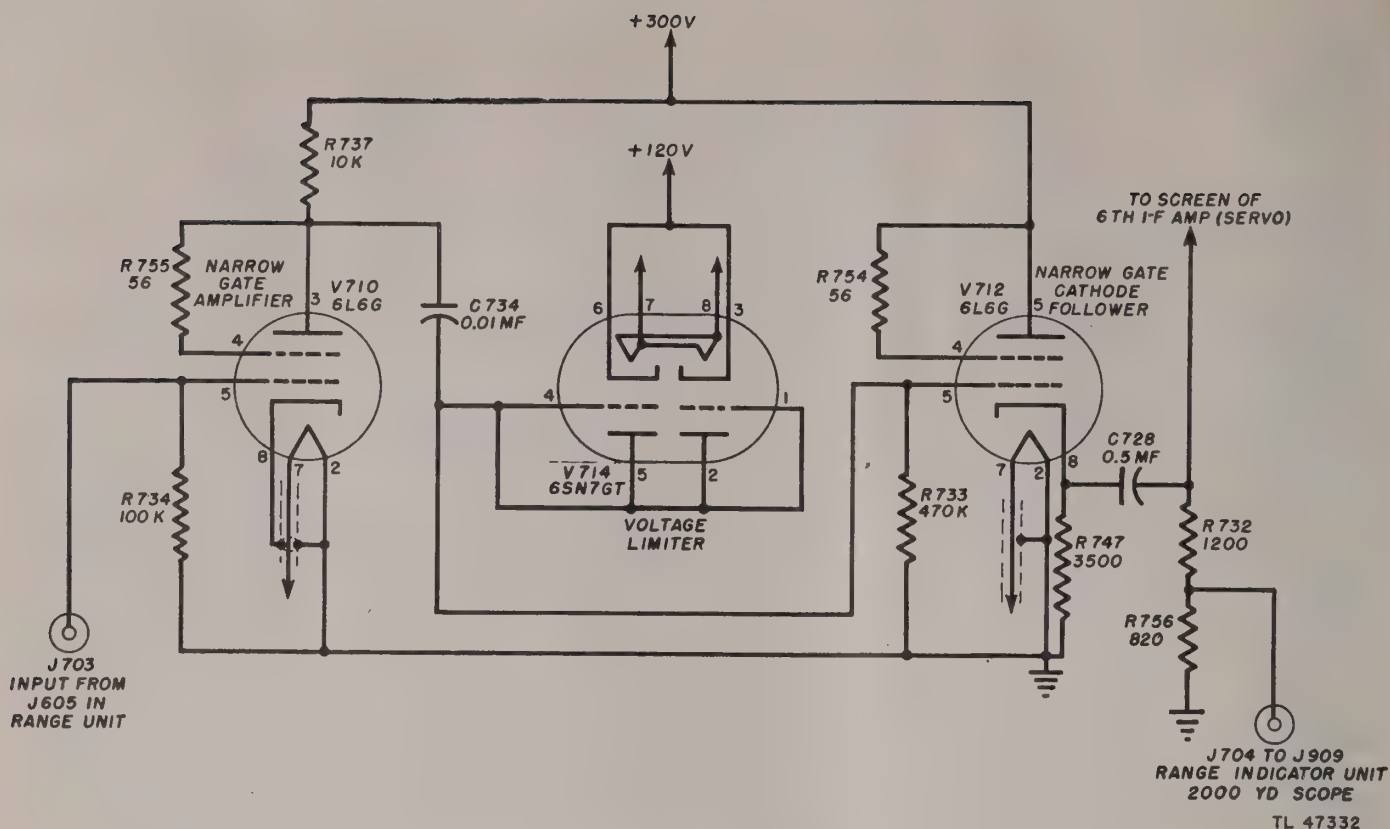 +300V
R737
10K
+120V
TO SCREEN OF
6TH I-F AMP (SERVO)
R755
56
NARROW
GATE
AMPLIFIER
V710
6L6G
3
4
5
8
7
2
C734
0.01MF
6
7
8
3
4
1
5
2
V714
6SN7GT
VOLTAGE
LIMITER
R754
56
V712
6L6G
NARROW GATE
CATHODE
FOLLOWER
5
4
5
7
2
8
C728
0.5MF
R734
100K
R733
470K
R747
3500
R732
1200
R756
820
J703
INPUT FROM
J605 IN
RANGE UNIT
J704 TO J909
RANGE INDICATOR UNIT
2000 YD SCOPE
TL 47332